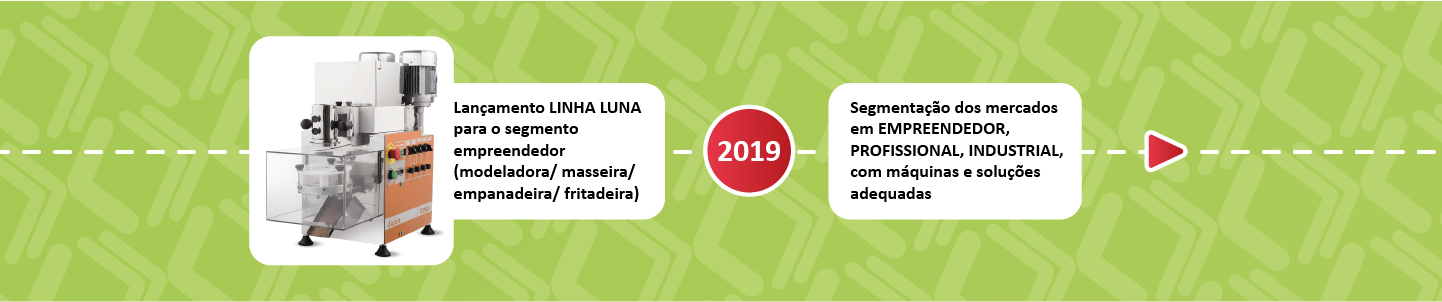 Lançamento LINHA LUNA
para o segmento
empreendedor
(modeladora/ masseira/
empanadeira/ fritadeira)
2019
Segmentação dos mercados
em EMPREENDEDOR,
PROFISSIONAL, INDUSTRIAL,
com máquinas e soluções
adequadas